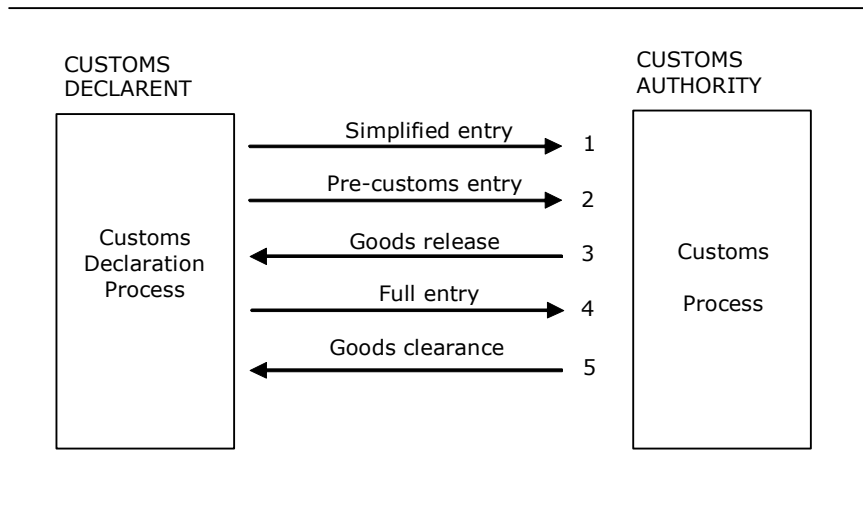 CUSTOMS
DECLARENT
CUSTOMS
AUTHORITY
Simplified entry
1
Pre-customs entry
2
Customs
Declaration
Process
Goods release
3
Customs
Process
Full entry
4
Goods clearance
5